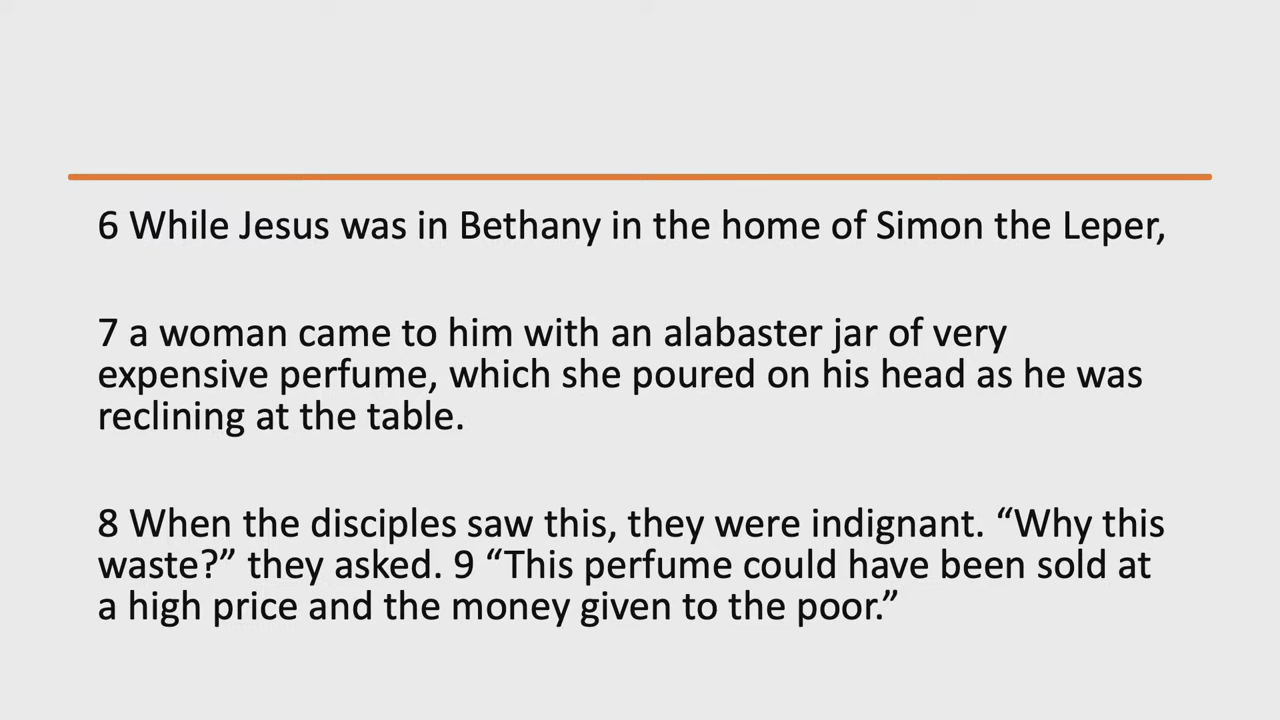 6 While Jesus was in Bethany in the home of Simon the Leper,
7 a woman came to him with an alabaster jar of very
expensive perfume, which she poured on his head as he was
reclining at the table.
8 When the disciples saw this, they were indignant. “Why this
waste?” they asked. 9 “This perfume could have been sold at
a high price and the money given to the poor.”